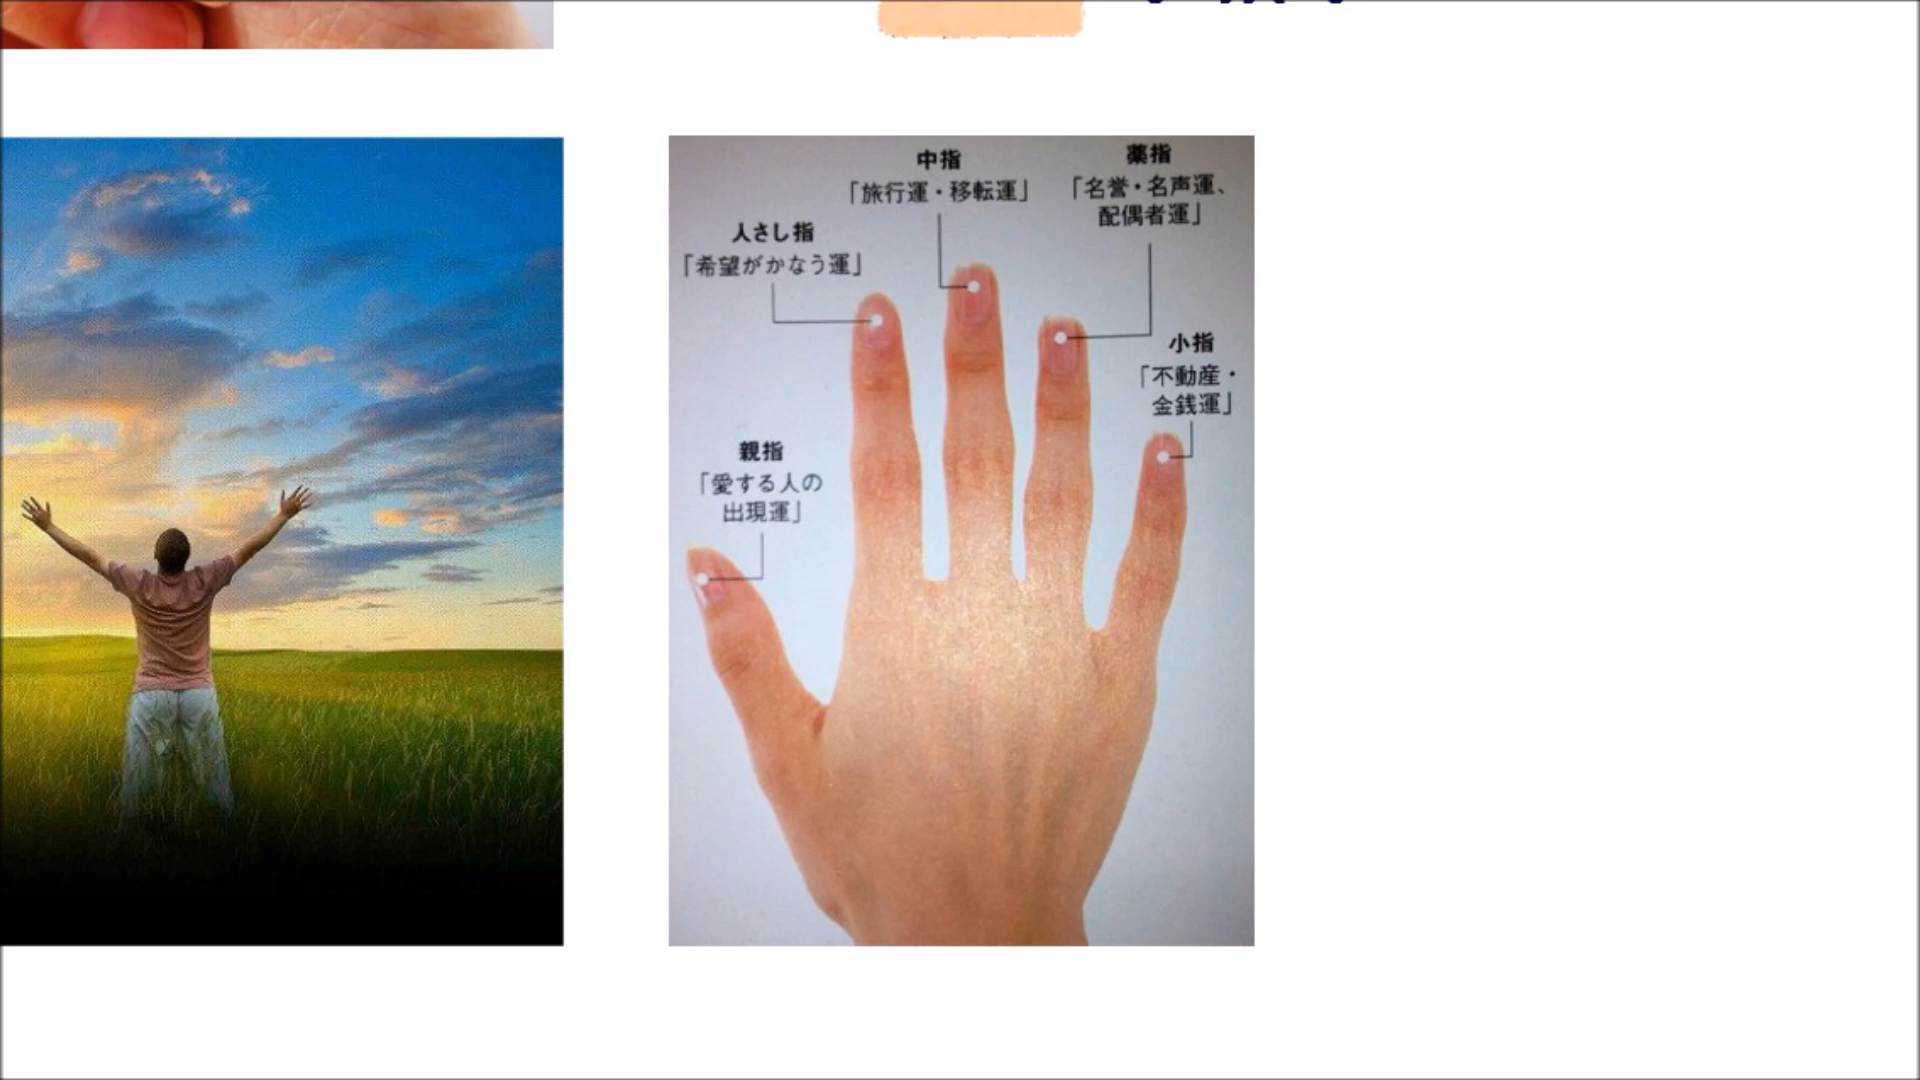 中指
「旅行運・移転運」
薬指
「名誉・名声運、
配偶者運」
人さし指
「希望がかなう運」
小指
「不動産・
金銭運」
親指
「愛する人の
出現運」